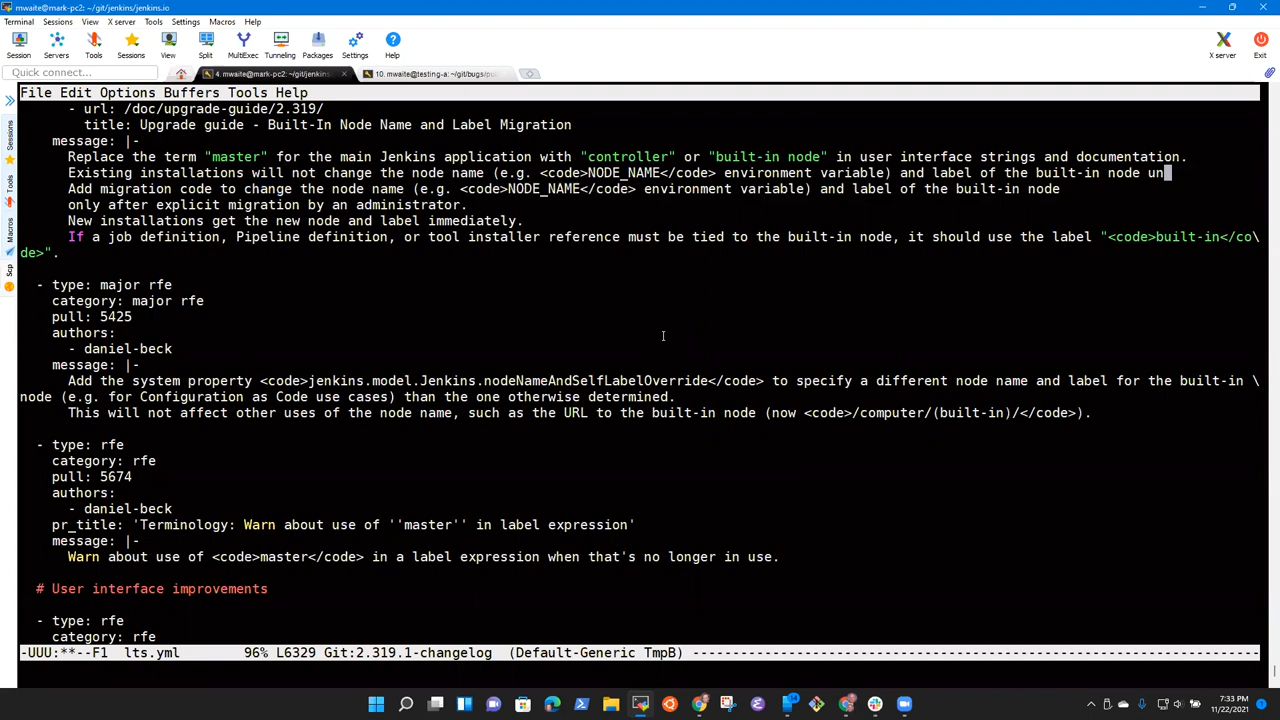 mwaite@mark-pc2: ~/git/jenkins/jenkins.io
Terminal Sessions View X server Tools Settings Macros Help
Session Servers Tools Sessions View Split MultiExec Tunneling Packages Settings Help X server Exit
Quick connect...
4. mwaite@mark-pc2: ~/git/jenkins
10. mwaite@testing-a: ~/git/bugs/
Sessions
Tools
Macros
Scp
File Edit Options Buffers Tools Help
- url: /doc/upgrade-guide/2.319/
title: Upgrade guide - Built-In Node Name and Label Migration
message: |-
Replace the term "master" for the main Jenkins application with "controller" or "built-in node" in user interface strings and documentation.
Existing installations will not change the node name (e.g. <code>NODE_NAME</code> environment variable) and label of the built-in node un
Add migration code to change the node name (e.g. <code>NODE_NAME</code> environment variable) and label of the built-in node
only after explicit migration by an administrator.
New installations get the new node and label immediately.
If a job definition, Pipeline definition, or tool installer reference must be tied to the built-in node, it should use the label "<code>built-in</co\
de>".
- type: major rfe
category: major rfe
pull: 5425
authors:
- daniel-beck
message: |-
Add the system property <code>jenkins.model.Jenkins.nodeNameAndSelfLabelOverride</code> to specify a different node name and label for the built-in \
node (e.g. for Configuration as Code use cases) than the one otherwise determined.
This will not affect other uses of the node name, such as the URL to the built-in node (now <code>/computer/(built-in)/</code>).
- type: rfe
category: rfe
pull: 5674
authors:
- daniel-beck
pr_title: 'Terminology: Warn about use of ''master'' in label expression'
message: |-
Warn about use of <code>master</code> in a label expression when that's no longer in use.
# User interface improvements
- type: rfe
category: rfe
-UUU:**--F1 lts.yml 96% L6329 Git:2.319.1-changelog (Default-Generic TmpB) ----------------------------------------------------------------------
7:33 PM
11/22/2021